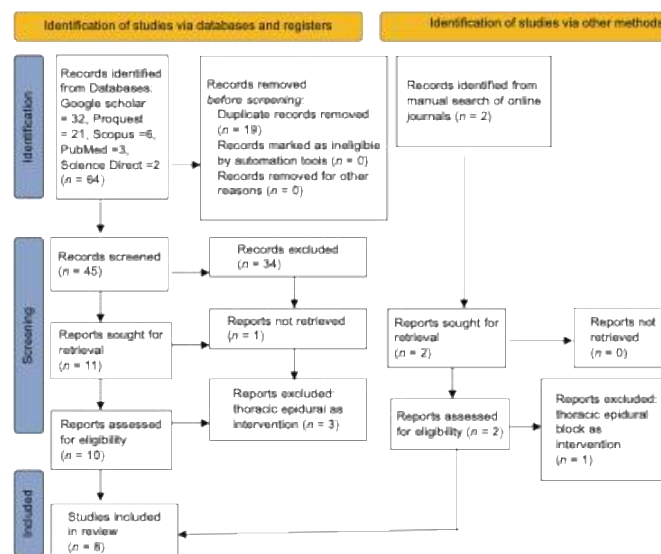 Identification of studies via databases and registers
Identification of studies via other methods
Identification
Records identified
from Databases:
Google scholar
= 32, Proquest
= 21, Scopus =6,
PubMed =3,
Science Direct =2
(n = 64)
Records removed
before screening:
Duplicate records removed
(n = 19)
Records marked as ineligible
by automation tools (n = 0)
Records removed for other
reasons (n = 0)
Records identified from
manual search of online
journals (n = 2)
Screening
Records screened
(n = 45)
Records excluded
(n = 34)
Reports sought for
retrieval
(n = 11)
Reports not retrieved
(n = 1)
Reports sought for
retrieval
(n = 2)
Reports not
retrieved
(n = 0)
Reports assessed
for eligibility
(n = 10)
Reports excluded:
thoracic epidural as
intervention (n = 3)
Reports assessed
for eligibility (n = 2)
Reports excluded:
thoracic epidural
block as
intervention
(n = 1)
Included
Studies included
in review
(n = 8)